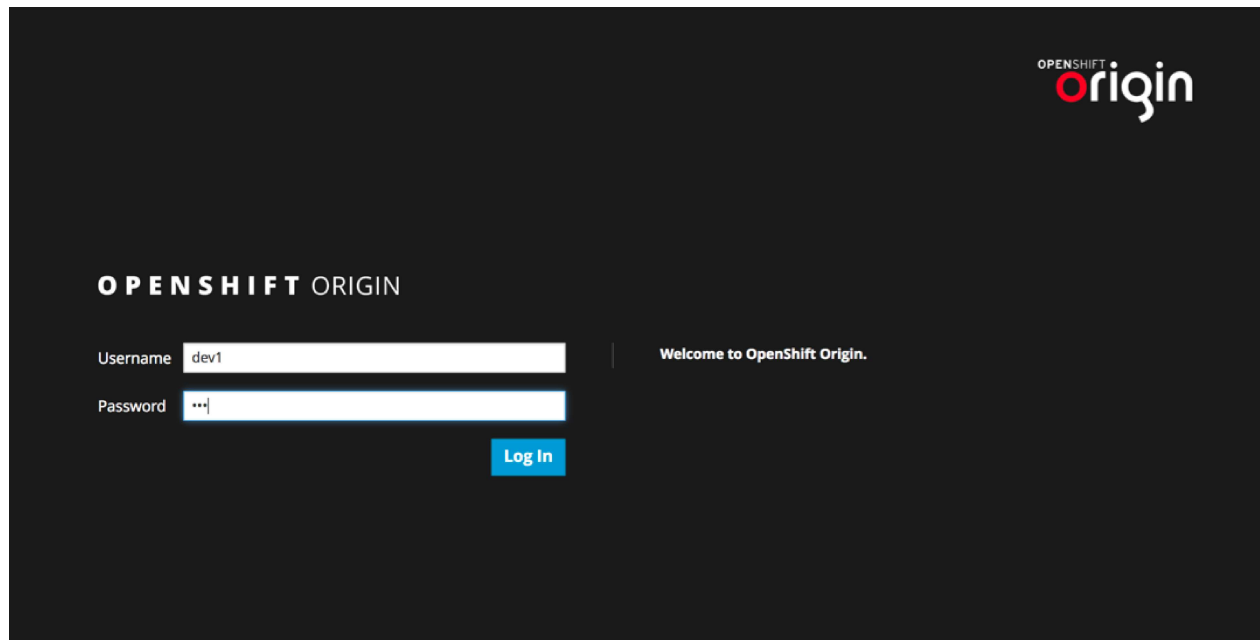 OPENSHIFT
origin
OPENSHIFT ORIGIN
Username dev1
Welcome to OpenShift Origin.
Password •••
Log In